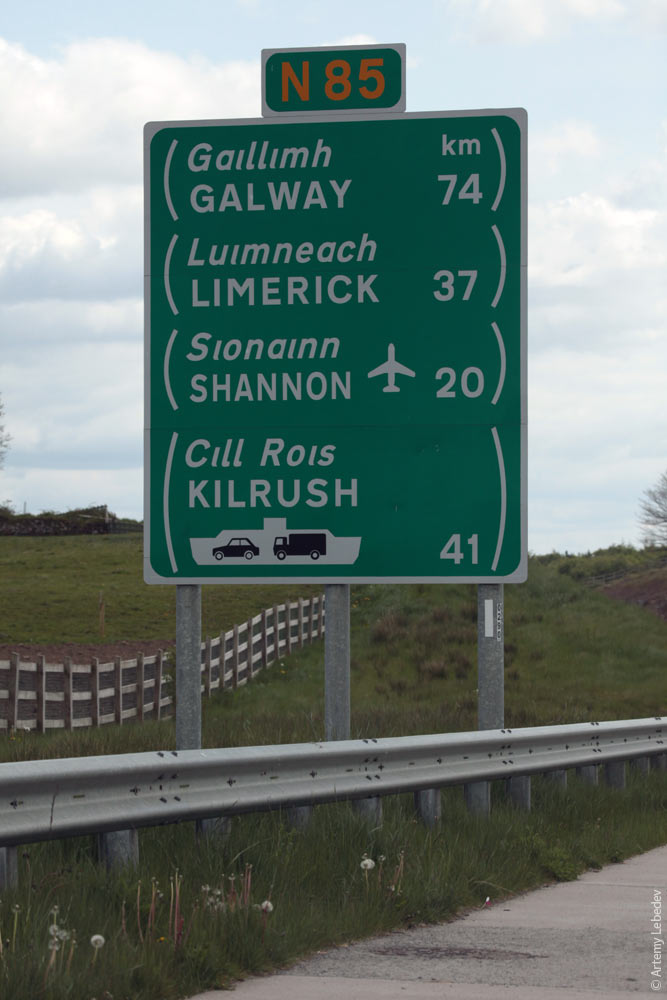 N 85
Gaıllımh km
GALWAY 74
Luımneach
LIMERICK 37
Sıonaınn
SHANNON 20
Cıll Roıs
KILRUSH
41
© Artemy Lebedev